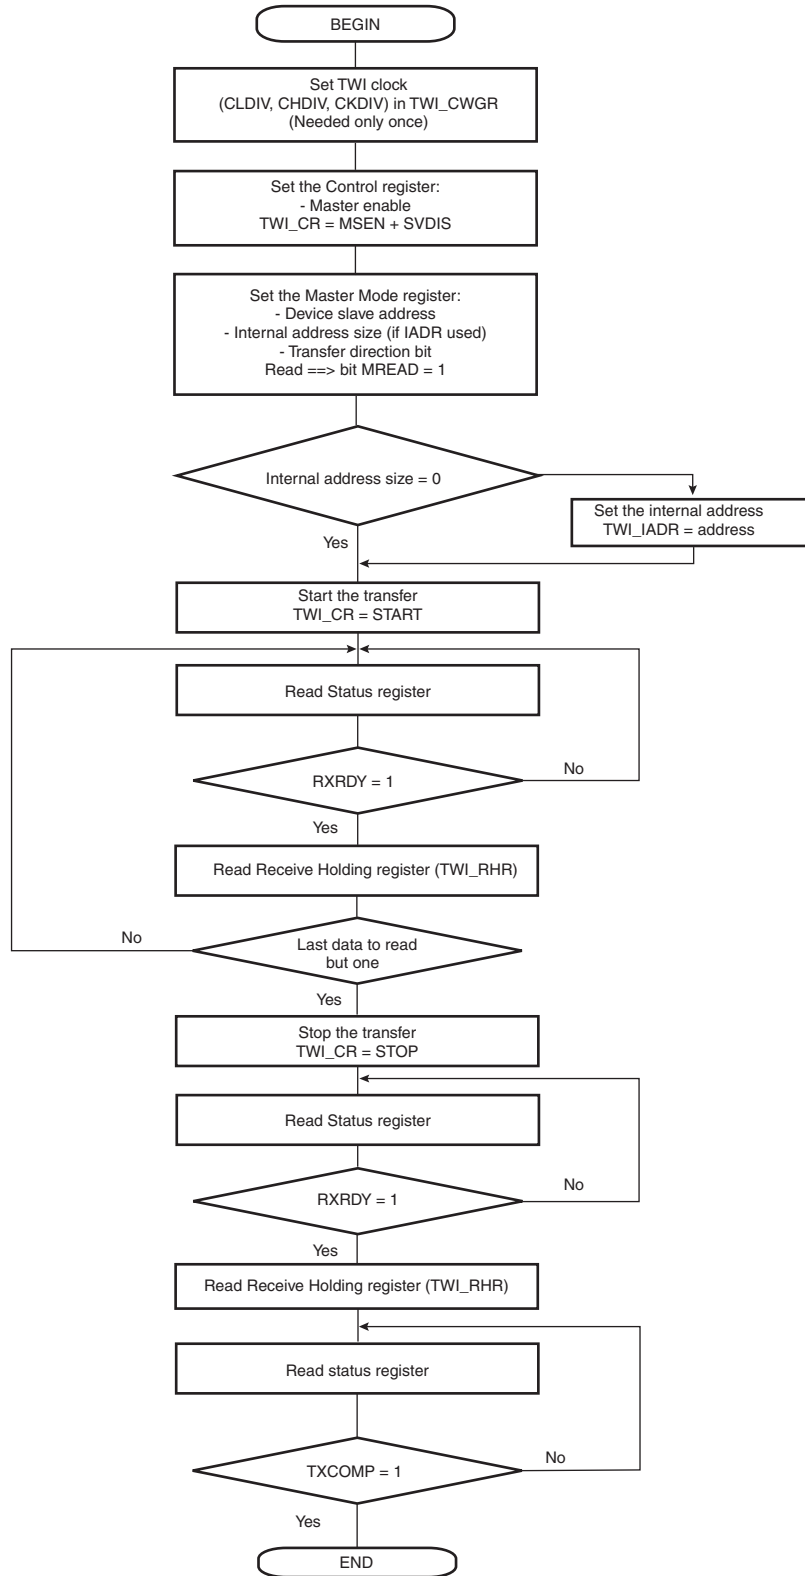 BEGIN
Set TWI clock
(CLDIV, CHDIV, CKDIV) in TWI_CWGR
(Needed only once)
Set the Control register:
- Master enable
TWI_CR = MSEN + SVDIS
Set the Master Mode register:
- Device slave address
- Internal address size (if IADR used)
- Transfer direction bit
Read ==> bit MREAD = 1
Internal address size = 0
Set the internal address
TWI_IADR = address
Yes
Start the transfer
TWI_CR = START
Read Status register
RXRDY = 1
No
Yes
Read Receive Holding register (TWI_RHR)
No
Last data to read
but one
Yes
Stop the transfer
TWI_CR = STOP
Read Status register
RXRDY = 1
No
Yes
Read Receive Holding register (TWI_RHR)
Read status register
TXCOMP = 1
No
Yes
END